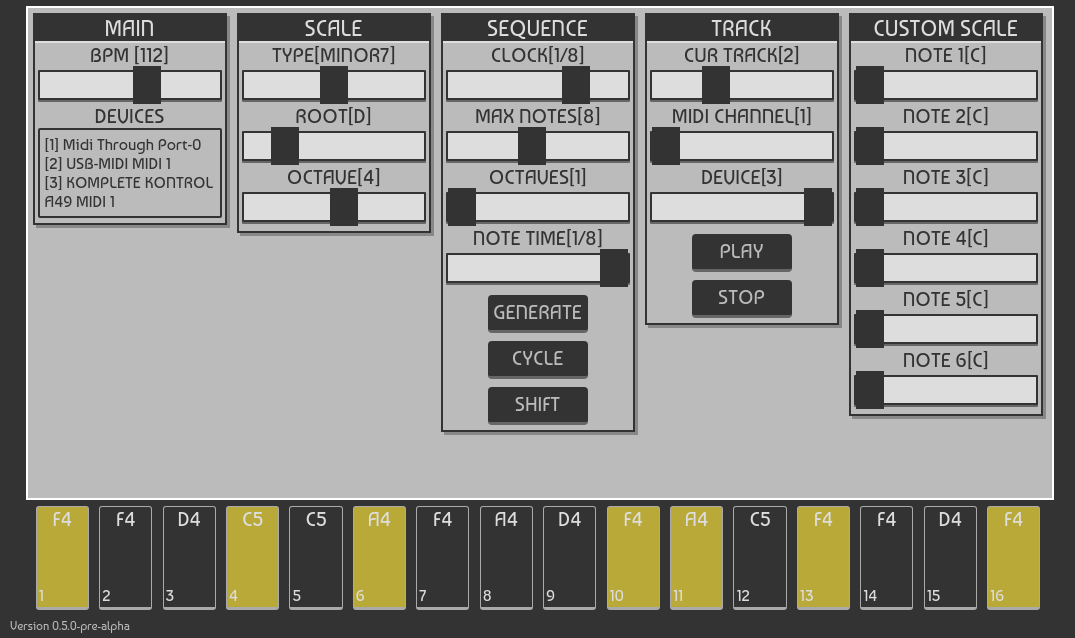 MAIN
BPM [112]
DEVICES
[1] Midi Through Port-0
[2] USB-MIDI MIDI 1
[3] KOMPLETE KONTROL
A49 MIDI 1
SCALE
TYPE[MINOR7]
ROOT[D]
OCTAVE[4]
SEQUENCE
CLOCK[1/8]
MAX NOTES[8]
OCTAVES[1]
NOTE TIME[1/8]
GENERATE
CYCLE
SHIFT
TRACK
CUR TRACK[2]
MIDI CHANNEL[1]
DEVICE[3]
PLAY
STOP
CUSTOM SCALE
NOTE 1[C]
NOTE 2[C]
NOTE 3[C]
NOTE 4[C]
NOTE 5[C]
NOTE 6[C]
F4 F4 D4 C5 C5 A4 F4 A4 D4 F4 A4 C5 F4 F4 D4 F4
1 2 3 4 5 6 7 8 9 10 11 12 13 14 15 16
Version 0.5.0-pre-alpha